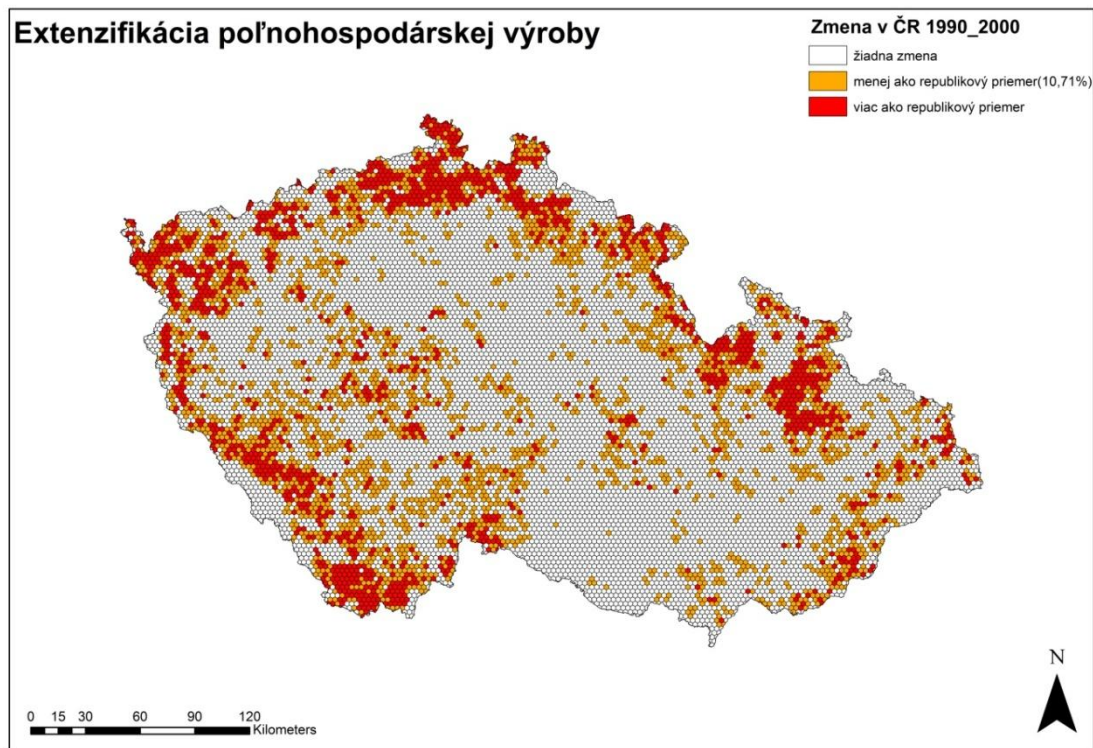 Extenzifikácia poľnohospodárskej výroby
Zmena v ČR 1990_2000
žiadna zmena
menej ako republikový priemer(10,71%)
viac ako republikový priemer
N
0 15 30 60 90 120
Kilometers